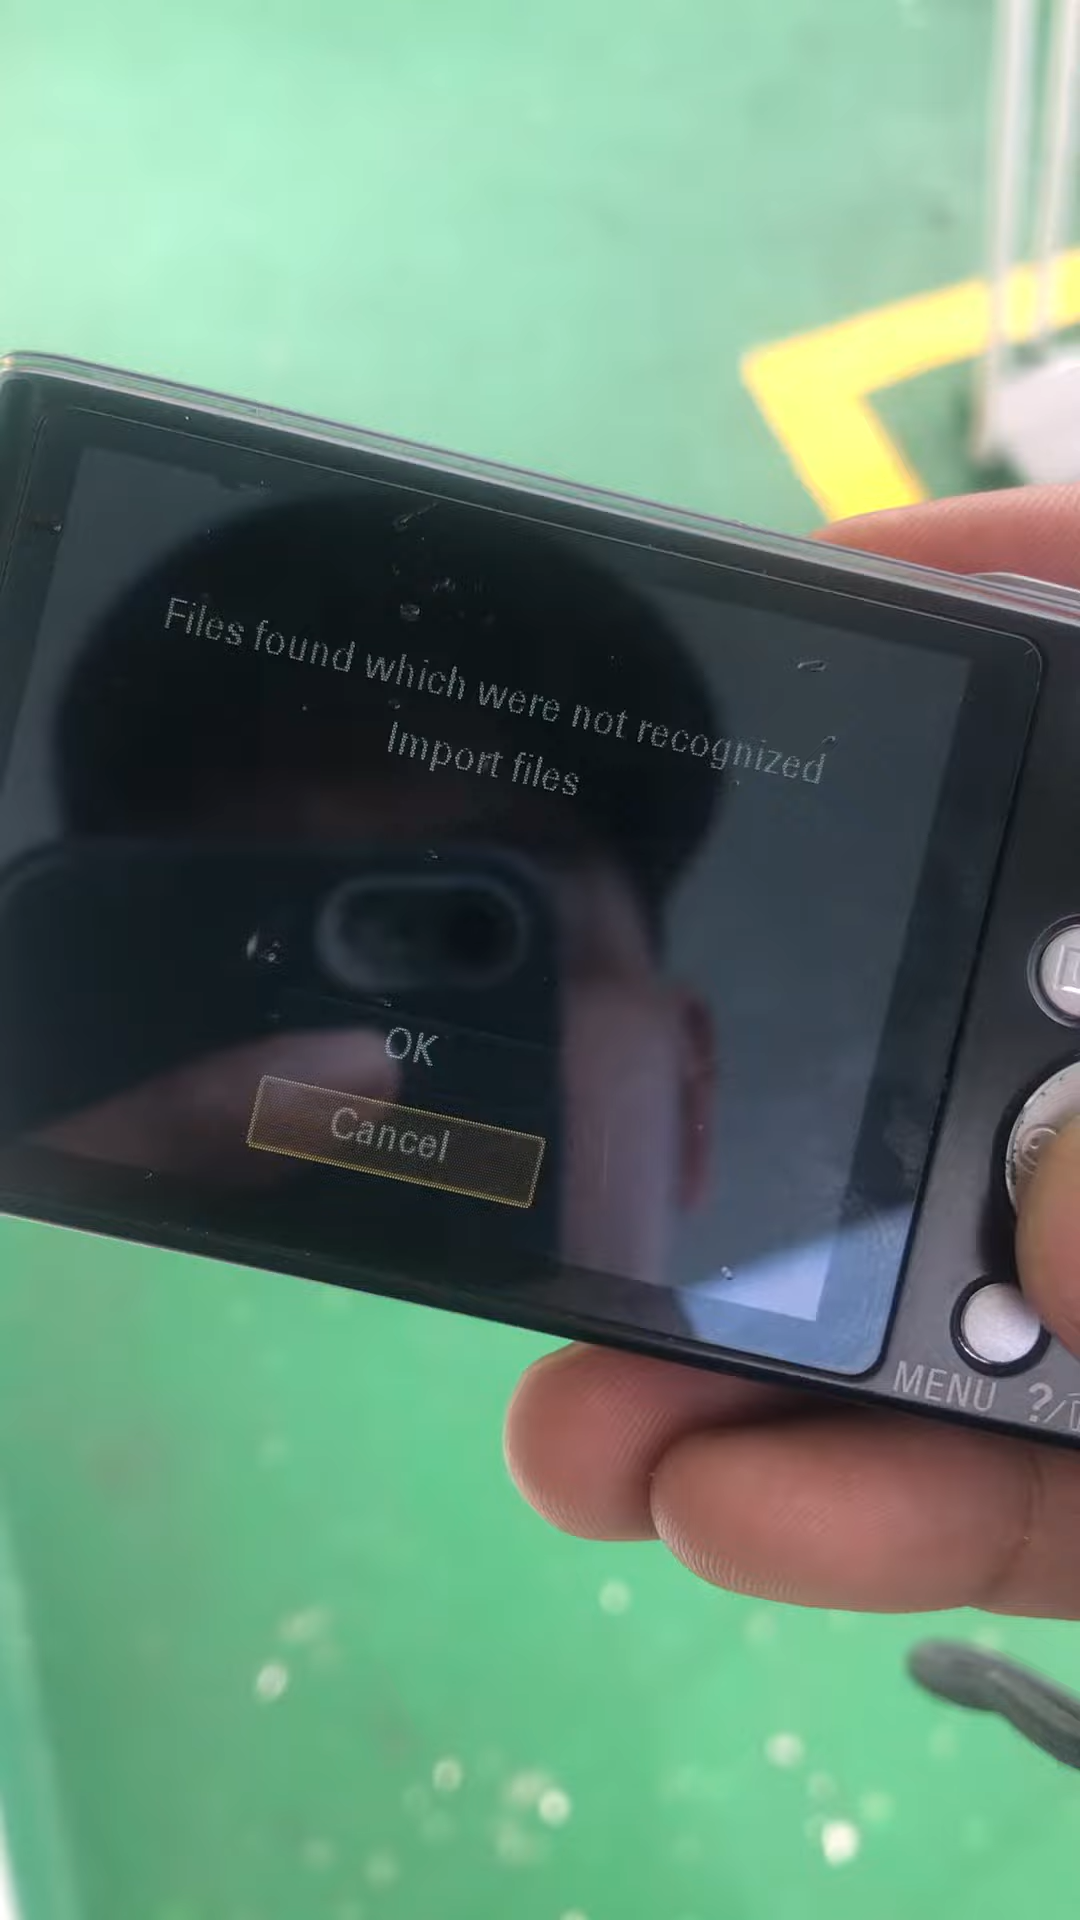 Files found which were not recognized
Import files
OK
Cancel
MENU ?/